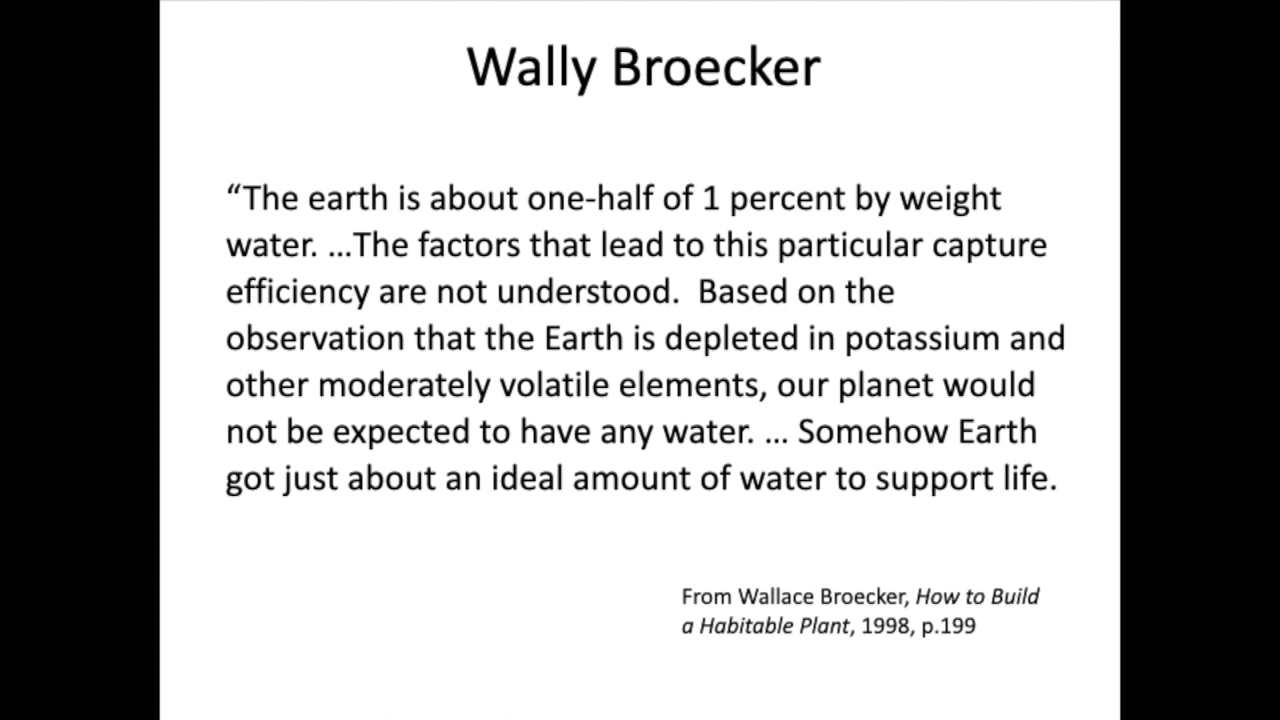 Wally Broecker
“The earth is about one-half of 1 percent by weight
water. …The factors that lead to this particular capture
efficiency are not understood.  Based on the
observation that the Earth is depleted in potassium and
other moderately volatile elements, our planet would
not be expected to have any water. … Somehow Earth
got just about an ideal amount of water to support life.
From Wallace Broecker, How to Build
a Habitable Plant, 1998, p.199